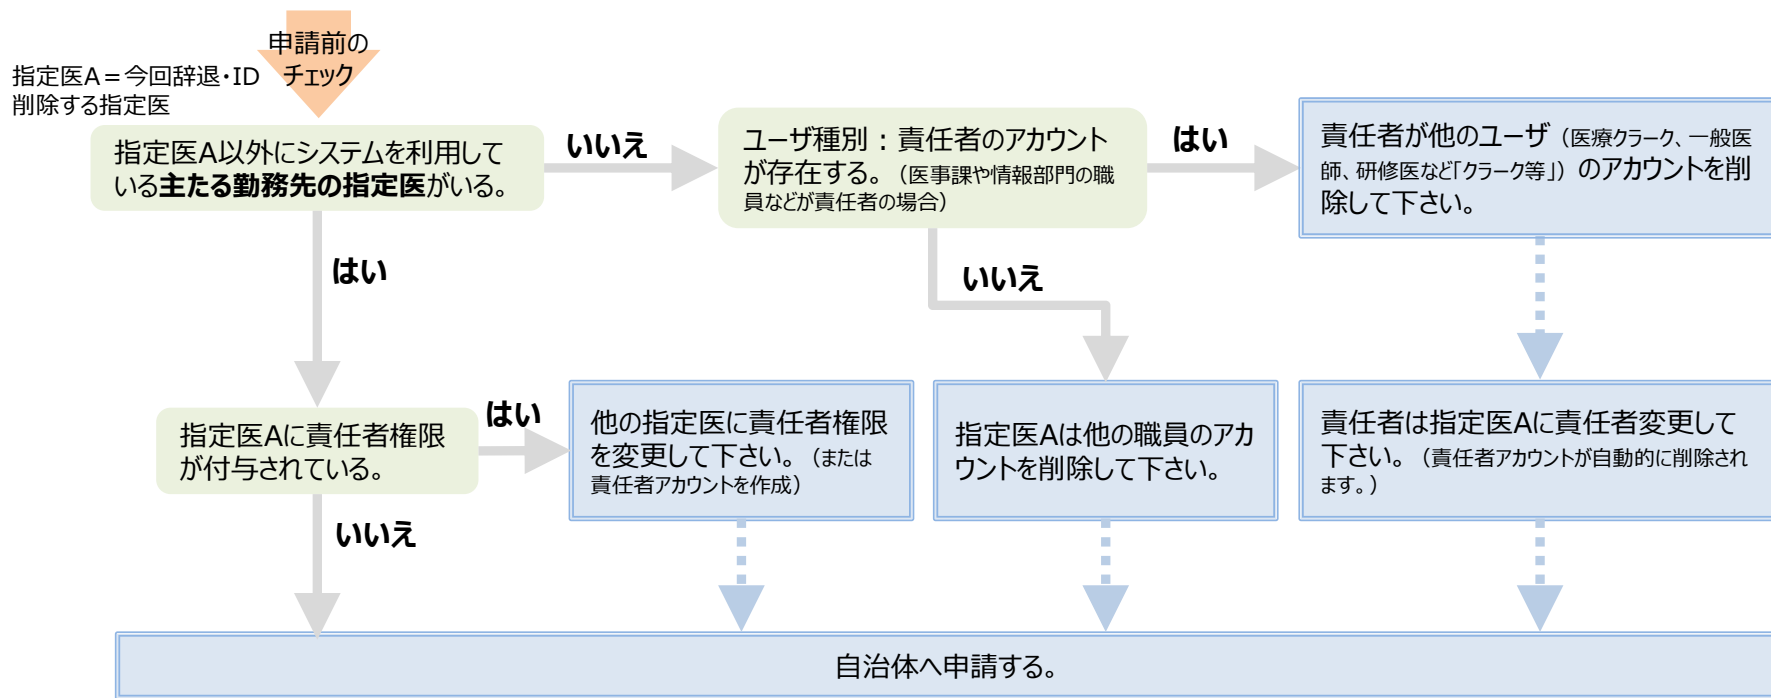 申請前の
チェック
指定医A＝今回辞退・ID
削除する指定医
指定医A以外にシステムを利用して
いる主たる勤務先の指定医がいる。
いいえ
ユーザ種別：責任者のアカウント
が存在する。（医事課や情報部門の職
員などが責任者の場合）
はい
責任者が他のユーザ（医療クラーク、一般医
師、研修医など「クラーク等」）のアカウントを削
除して下さい。
はい
いいえ
指定医Aに責任者権限
が付与されている。
はい
他の指定医に責任者権限
を変更して下さい。（または
責任者アカウントを作成）
指定医Aは他の職員のアカ
ウントを削除して下さい。
責任者は指定医Aに責任者変更して
下さい。（責任者アカウントが自動的に削除され
ます。）
いいえ
自治体へ申請する。